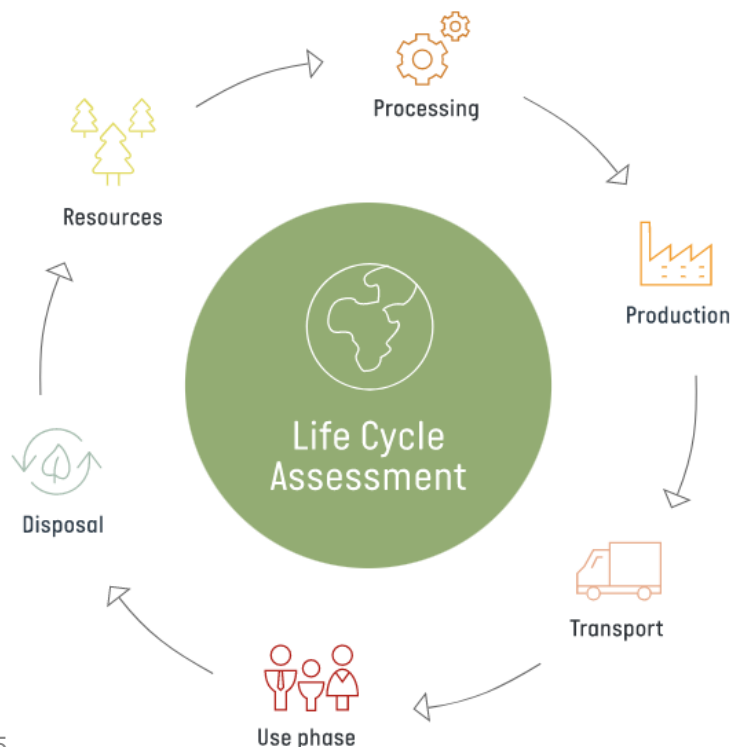 Processing
Resources
Production
Life Cycle
Assessment
Disposal
Transport
Use phase